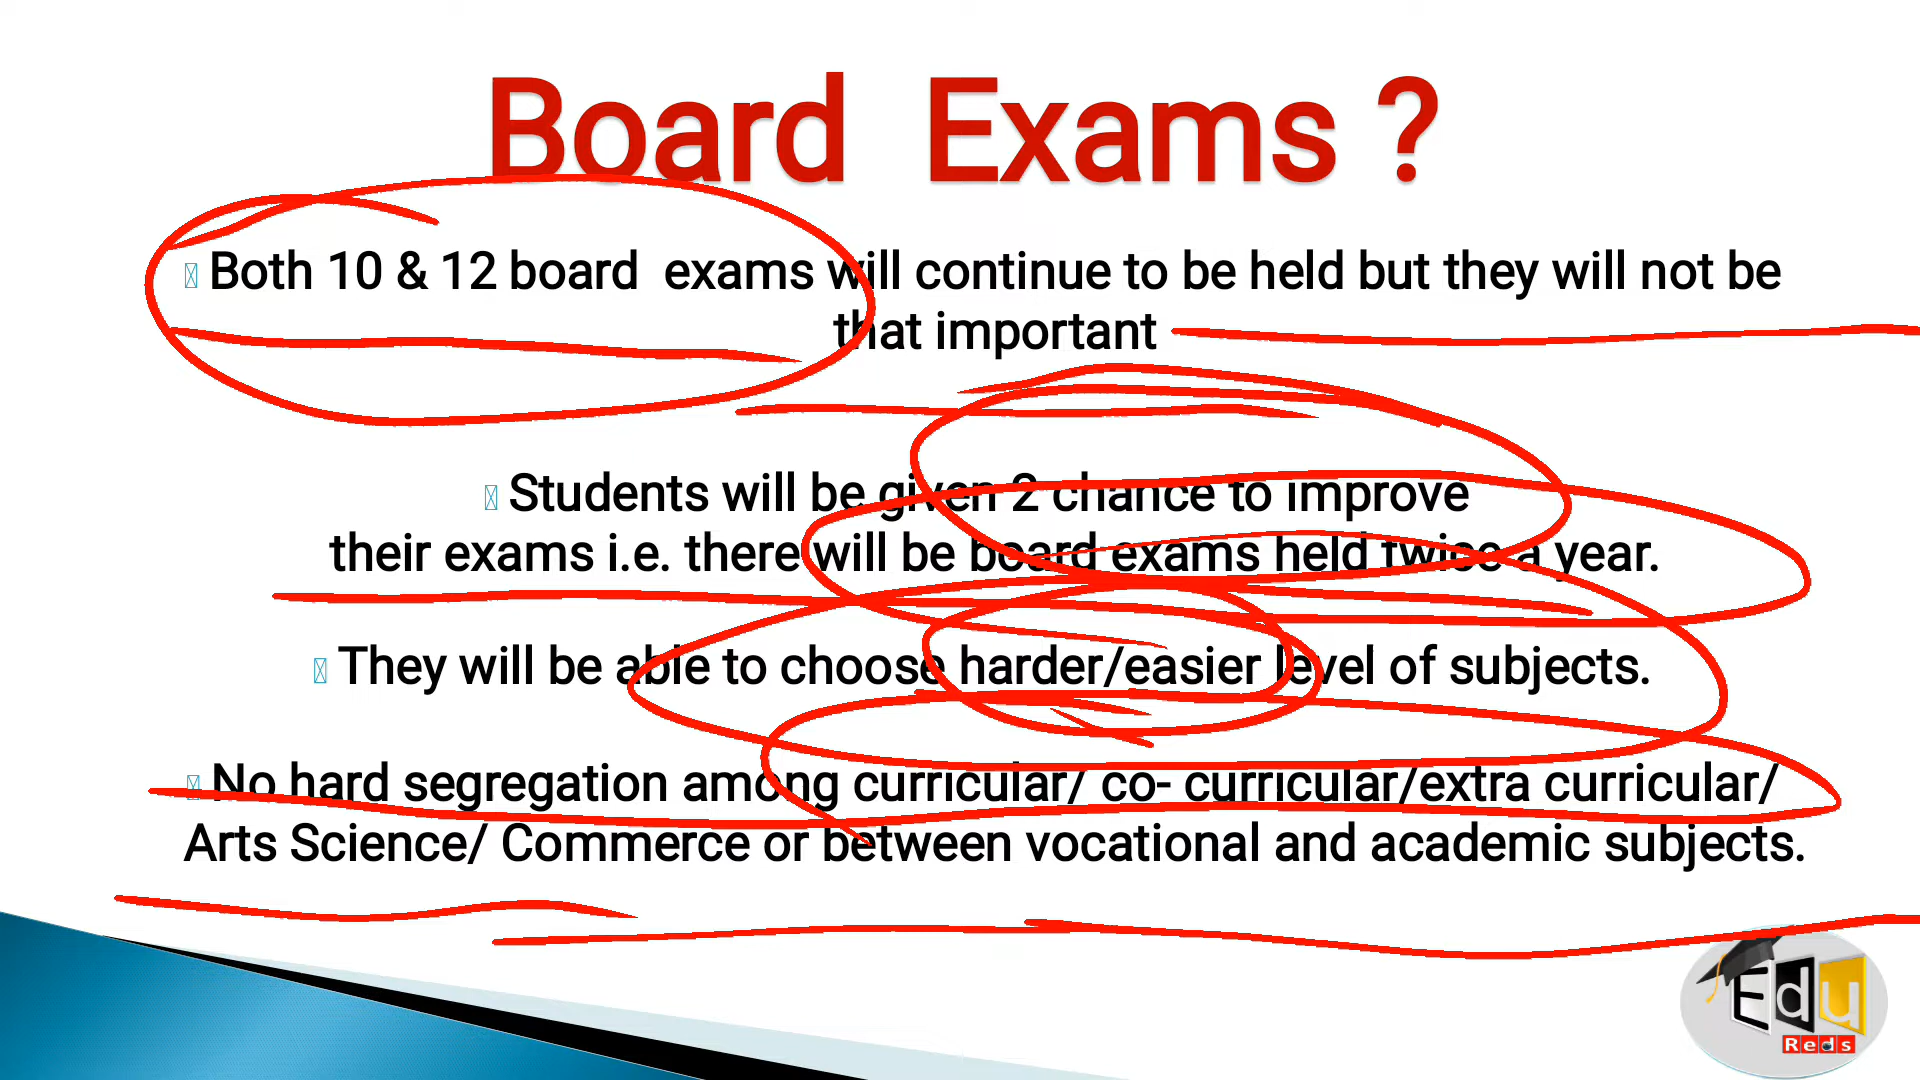 Board Exams ?
Both 10 & 12 board exams will continue to be held but they will not be
that important
Students will be given 2 chance to improve
their exams i.e. there will be board exams held twice a year.
They will be able to choose harder/easier level of subjects.
No hard segregation among curricular/ co- curricular/extra curricular/
Arts Science/ Commerce or between vocational and academic subjects.
Edu
Reds